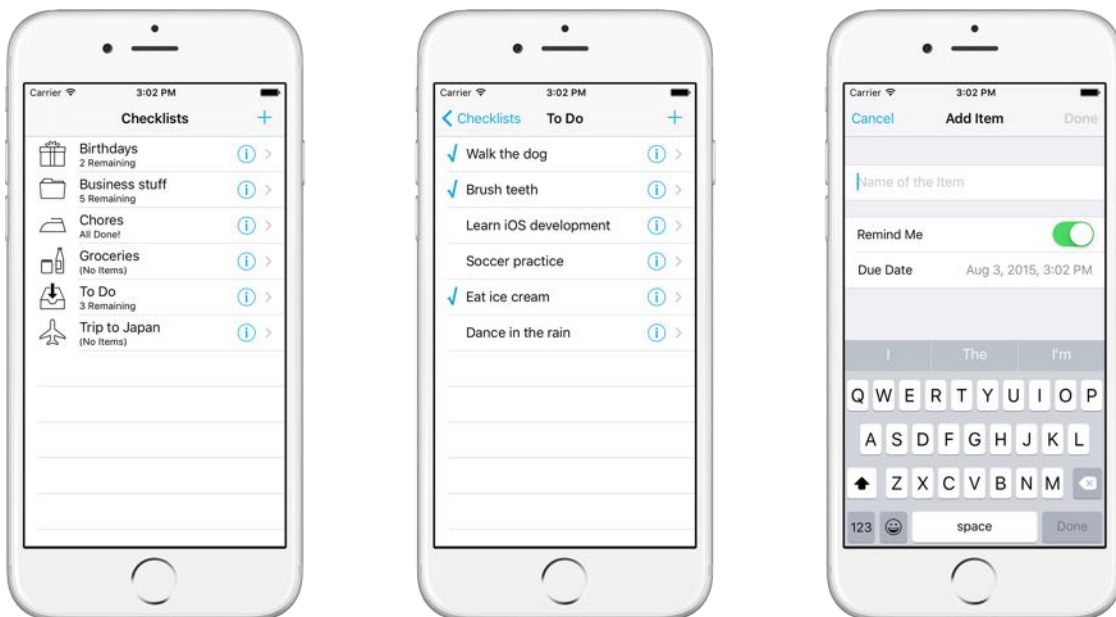 Carrier 3:02 PM
Checklists
Birthdays
2 Remaining
Business stuff
5 Remaining
Chores
All Done!
Groceries
(No Items)
To Do
3 Remaining
Trip to Japan
(No Items)
Carrier 3:02 PM
Checklists To Do
Walk the dog
Brush teeth
Learn iOS development
Soccer practice
Eat ice cream
Dance in the rain
Carrier 3:02 PM
Cancel Add Item Done
Name of the Item
Remind Me
Due Date Aug 3, 2015, 3:02 PM
I The I'm
Q W E R T Y U I O P
A S D F G H J K L
Z X C V B N M
123 space Done